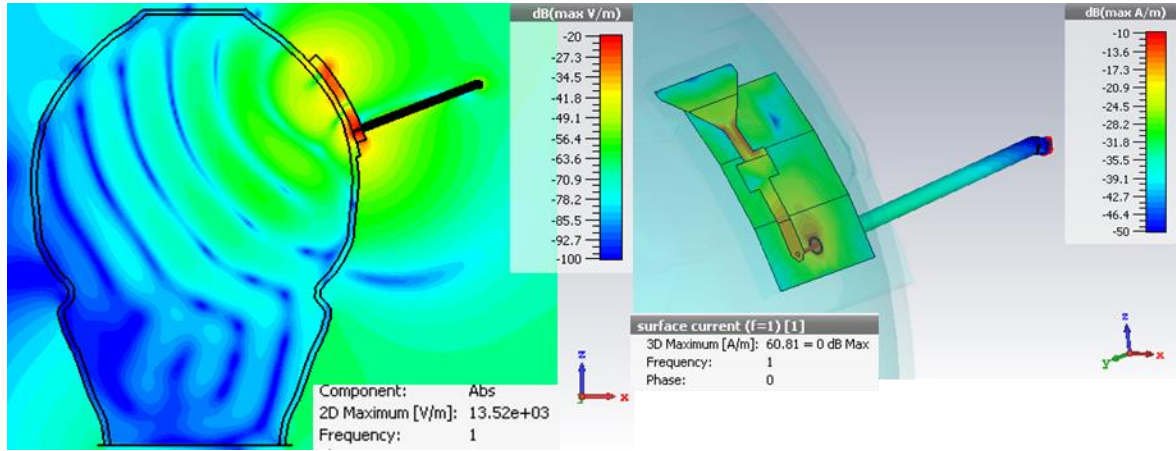 dB(max V/m)
-20
-27.3
-34.5
-41.8
-49.1
-56.4
-63.6
-70.9
-78.2
-85.5
-92.7
-100
z
x
Component: Abs
2D Maximum [V/m]: 13.52e+03
Frequency: 1
dB(max A/m)
-10
-13.6
-17.3
-20.9
-24.5
-28.2
-31.8
-35.5
-39.1
-42.7
-46.4
-50
surface current (f=1) [1]
3D Maximum [A/m]: 60.81 = 0 dB Max
Frequency: 1
Phase: 0
z
y
x